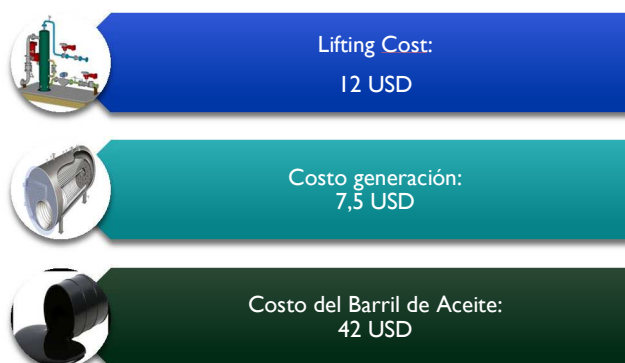 Lifting Cost:
12 USD
Costo generación:
7,5 USD
Costo del Barril de Aceite:
42 USD